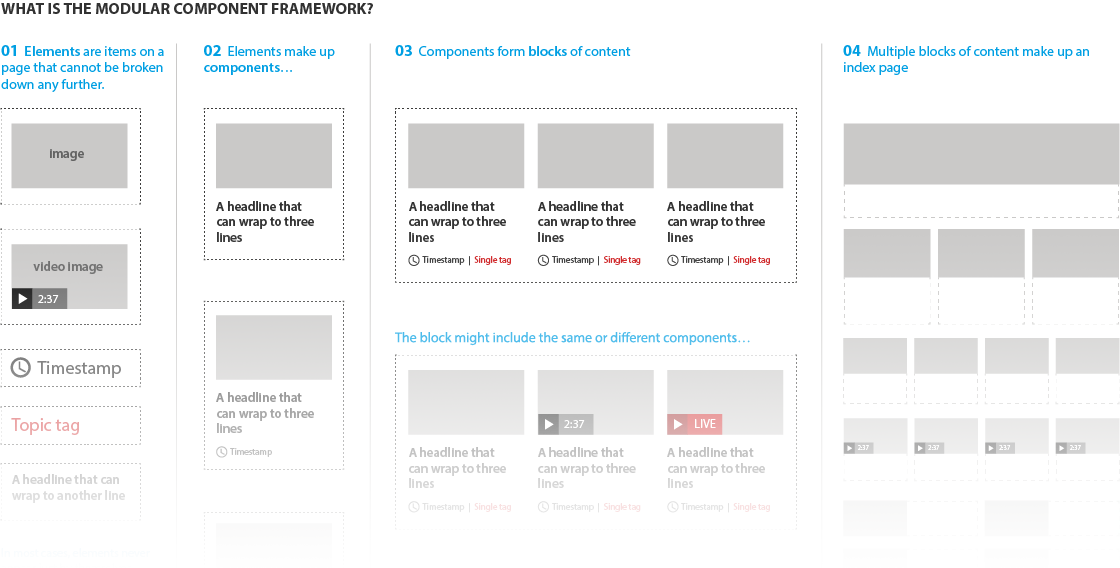 WHAT IS THE MODULAR COMPONENT FRAMEWORK?
01 Elements are items on a
page that cannot be broken
down any further.
image
video image
2:37
Timestamp
Topic tag
A headline that can
wrap to another line
02 Elements make up
components…
A headline that
can wrap to three
lines
A headline that
can wrap to three
lines
Timestamp
03 Components form blocks of content
A headline that
can wrap to three
lines
Timestamp | Single tag
A headline that
can wrap to three
lines
Timestamp | Single tag
A headline that
can wrap to three
lines
Timestamp | Single tag
The block might include the same or different components…
A headline that
can wrap to three
lines
Timestamp | Single tag
2:37
A headline that
can wrap to three
lines
Timestamp | Single tag
LIVE
A headline that
can wrap to three
lines
Timestamp | Single tag
04 Multiple blocks of content make up an
index page
2:37
2:37
2:37
2:37